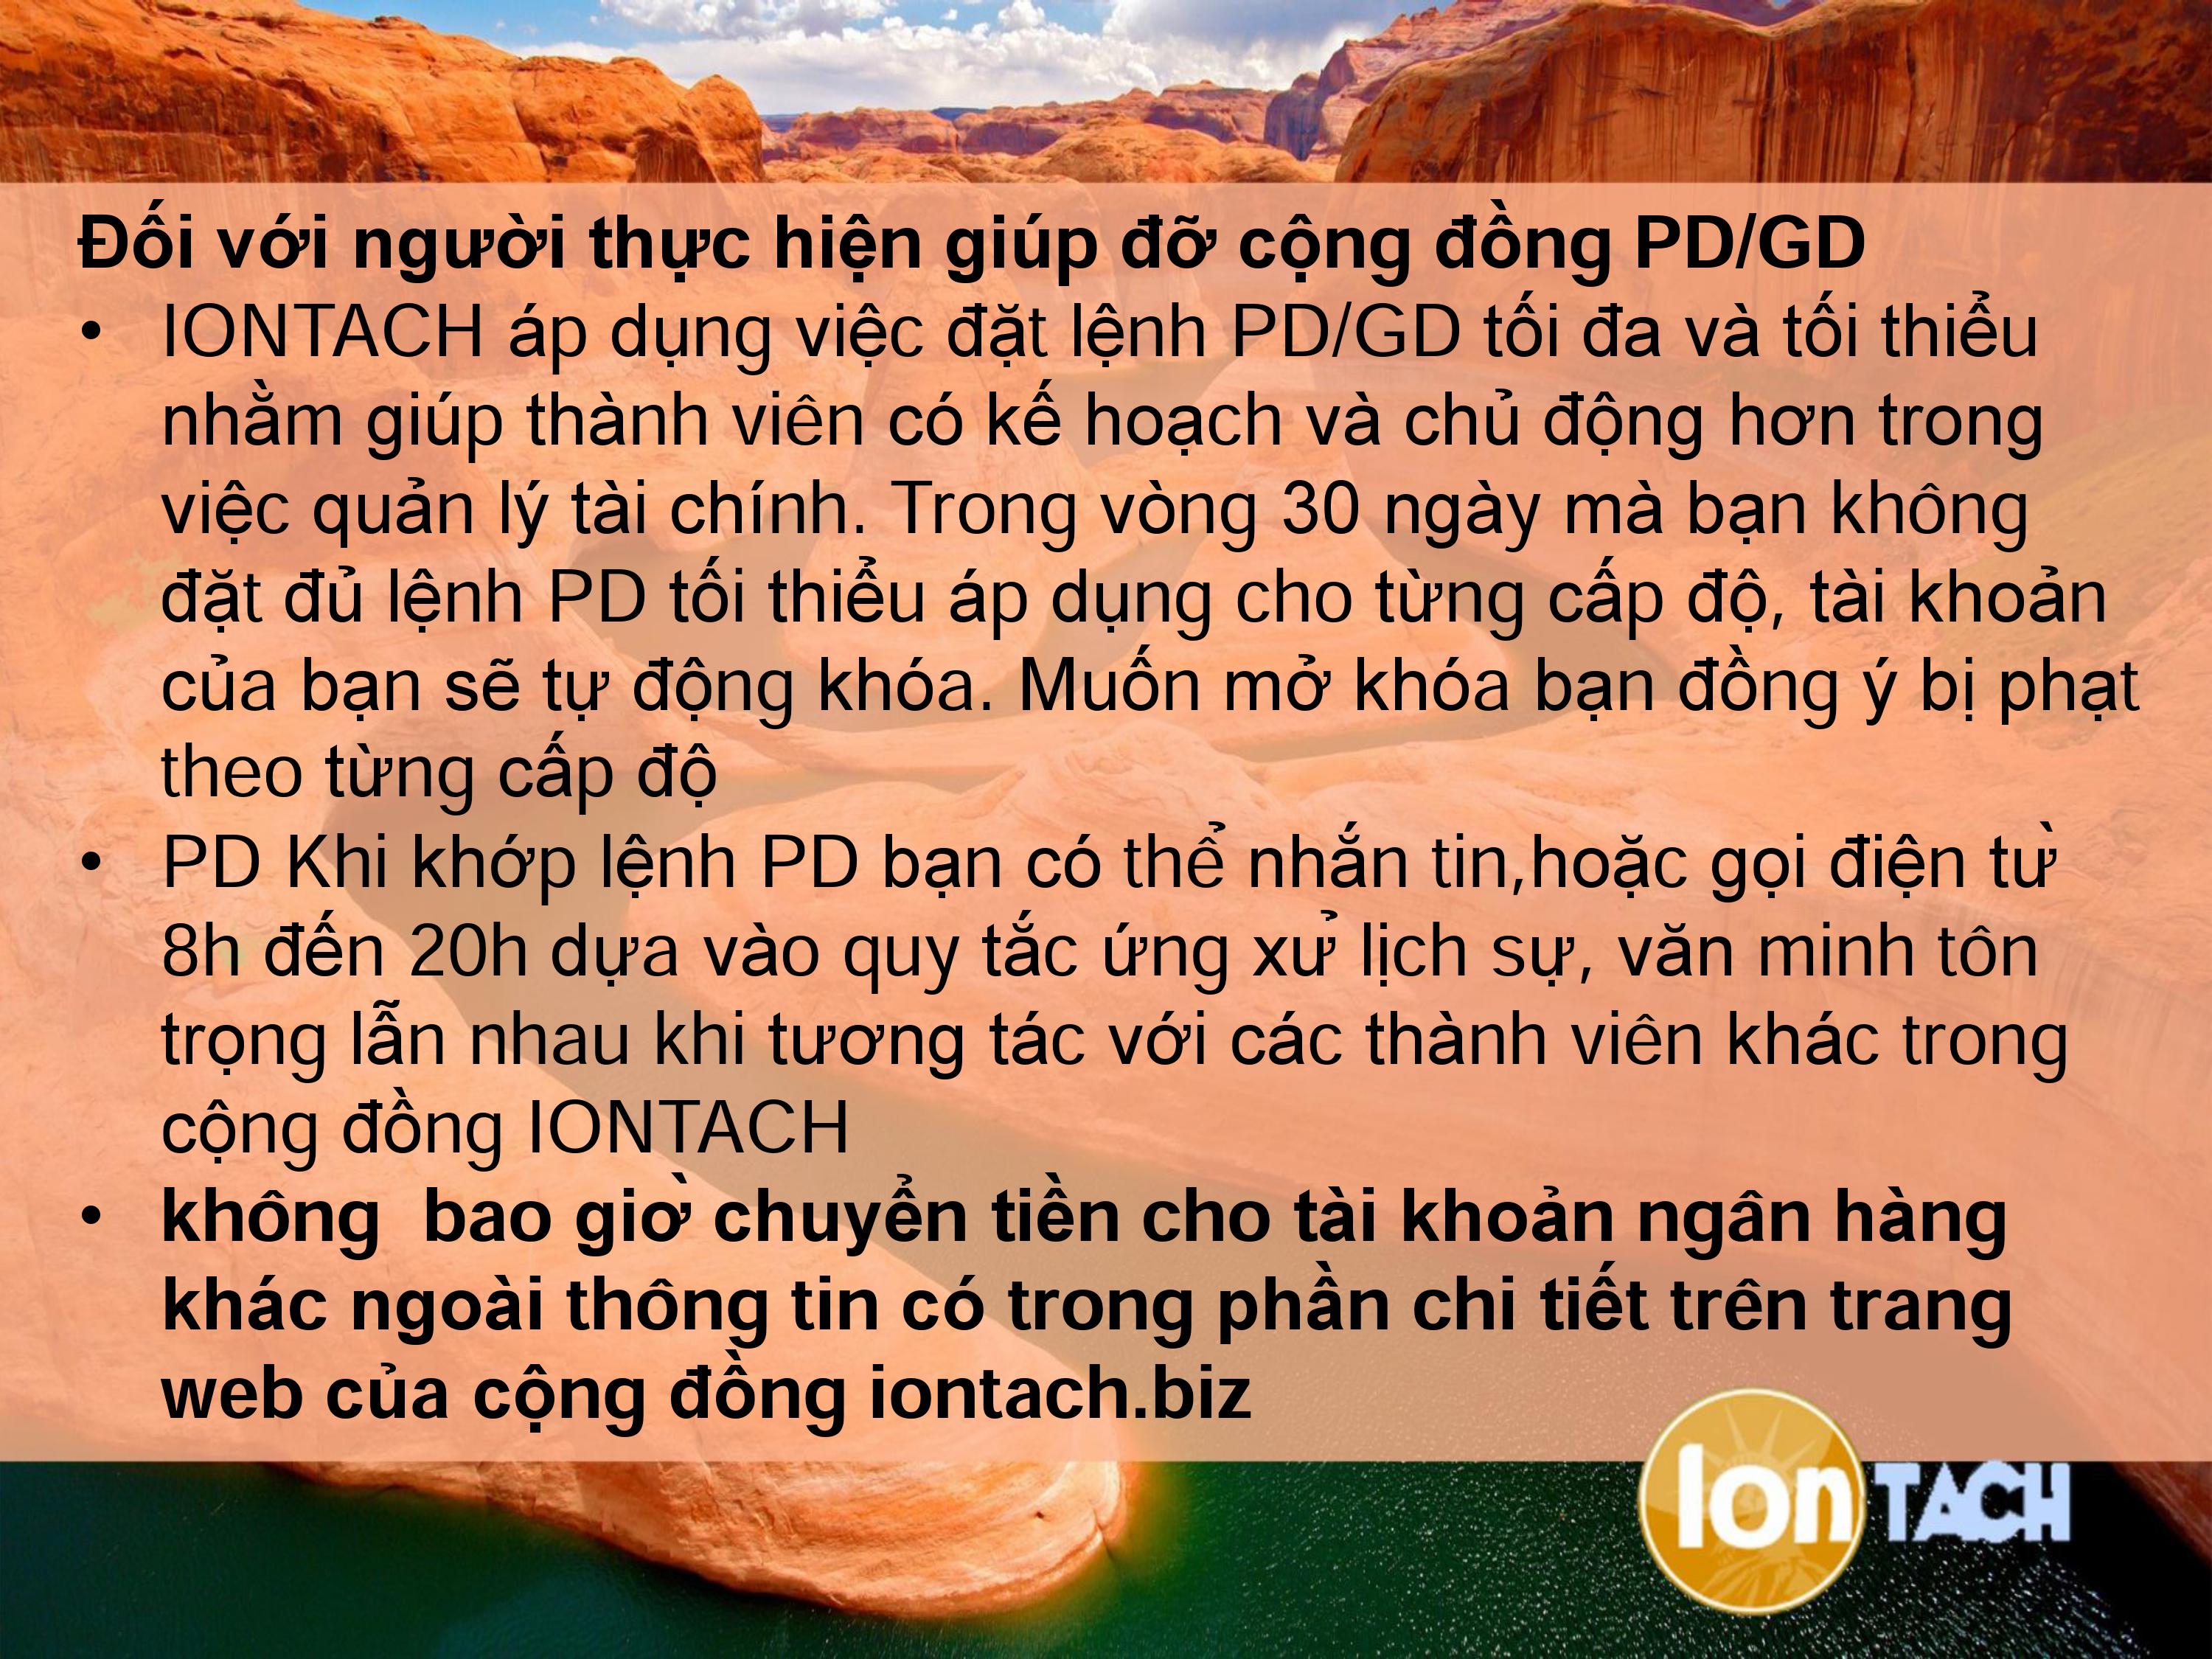 Đối với người thực hiện giúp đỡ cộng đồng PD/GD
• IONTACH áp dụng việc đặt lệnh PD/GD tối đa và tối thiểu
nhằm giúp thành viên có kế hoạch và chủ động hơn trong
việc quản lý tài chính. Trong vòng 30 ngày mà bạn không
đặt đủ lệnh PD tối thiểu áp dụng cho từng cấp độ, tài khoản
của bạn sẽ tự động khóa. Muốn mở khóa bạn đồng ý bị phạt
theo từng cấp độ
• PD Khi khớp lệnh PD bạn có thể nhắn tin,hoặc gọi điện từ
8h đến 20h dựa vào quy tắc ứng xử lịch sự, văn minh tôn
trọng lẫn nhau khi tương tác với các thành viên khác trong
cộng đồng IONTACH
• không bao giờ chuyển tiền cho tài khoản ngân hàng
khác ngoài thông tin có trong phần chi tiết trên trang
web của cộng đồng iontach.biz
Ion TACH